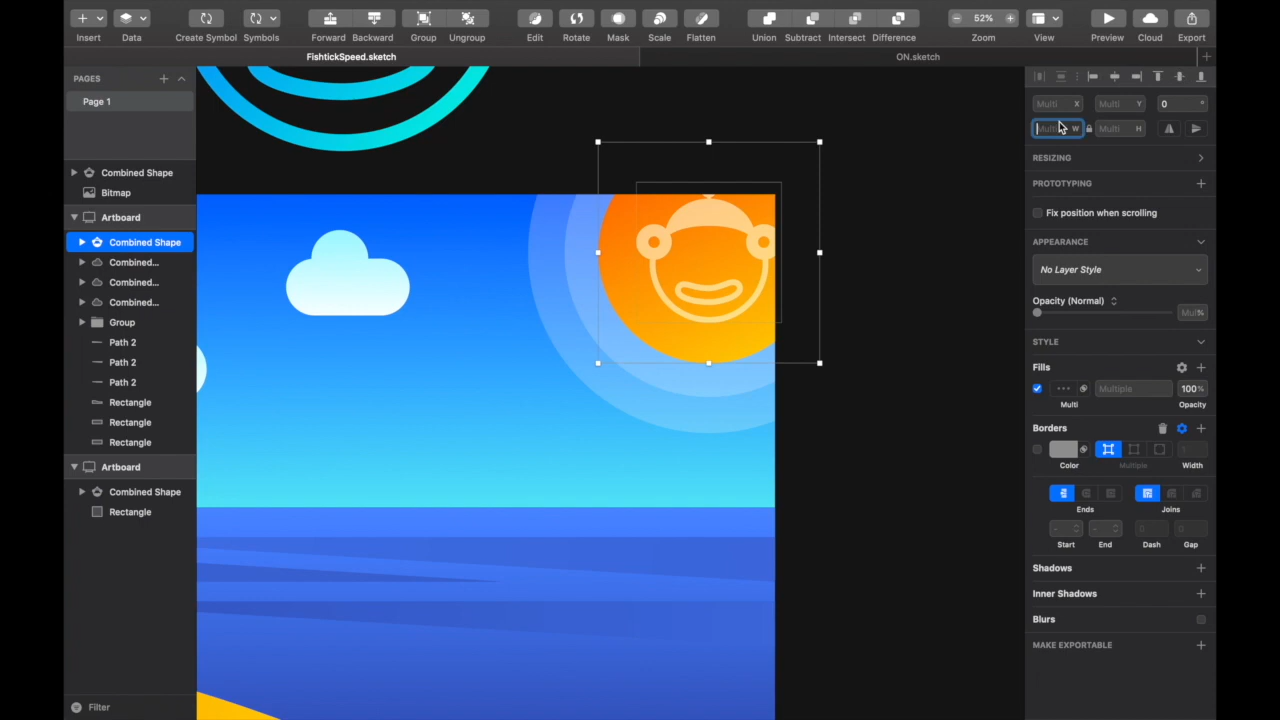 Insert
Data
Create Symbol
Symbols
Forward
Backward
Group
Ungroup
Edit
Rotate
Mask
Scale
Flatten
Union
Subtract
Intersect
Difference
52%
Zoom
View
Preview
Cloud
Export
FishtickSpeed.sketch
ON.sketch
PAGES
Page 1
Combined Shape
Bitmap
Artboard
Combined Shape
Combined...
Combined...
Combined...
Group
Path 2
Path 2
Path 2
Rectangle
Rectangle
Rectangle
Artboard
Combined Shape
Rectangle
Filter
Multi X
Multi Y
0 °
Multi W
Multi H
RESIZING
PROTOTYPING
Fix position when scrolling
APPEARANCE
No Layer Style
Opacity (Normal)
Mul%
STYLE
Fills
Multiple
100%
Multi
Opacity
Borders
1
Color
Multiple
Width
Ends
Joins
-
-
0
0
Start
End
Dash
Gap
Shadows
Inner Shadows
Blurs
MAKE EXPORTABLE